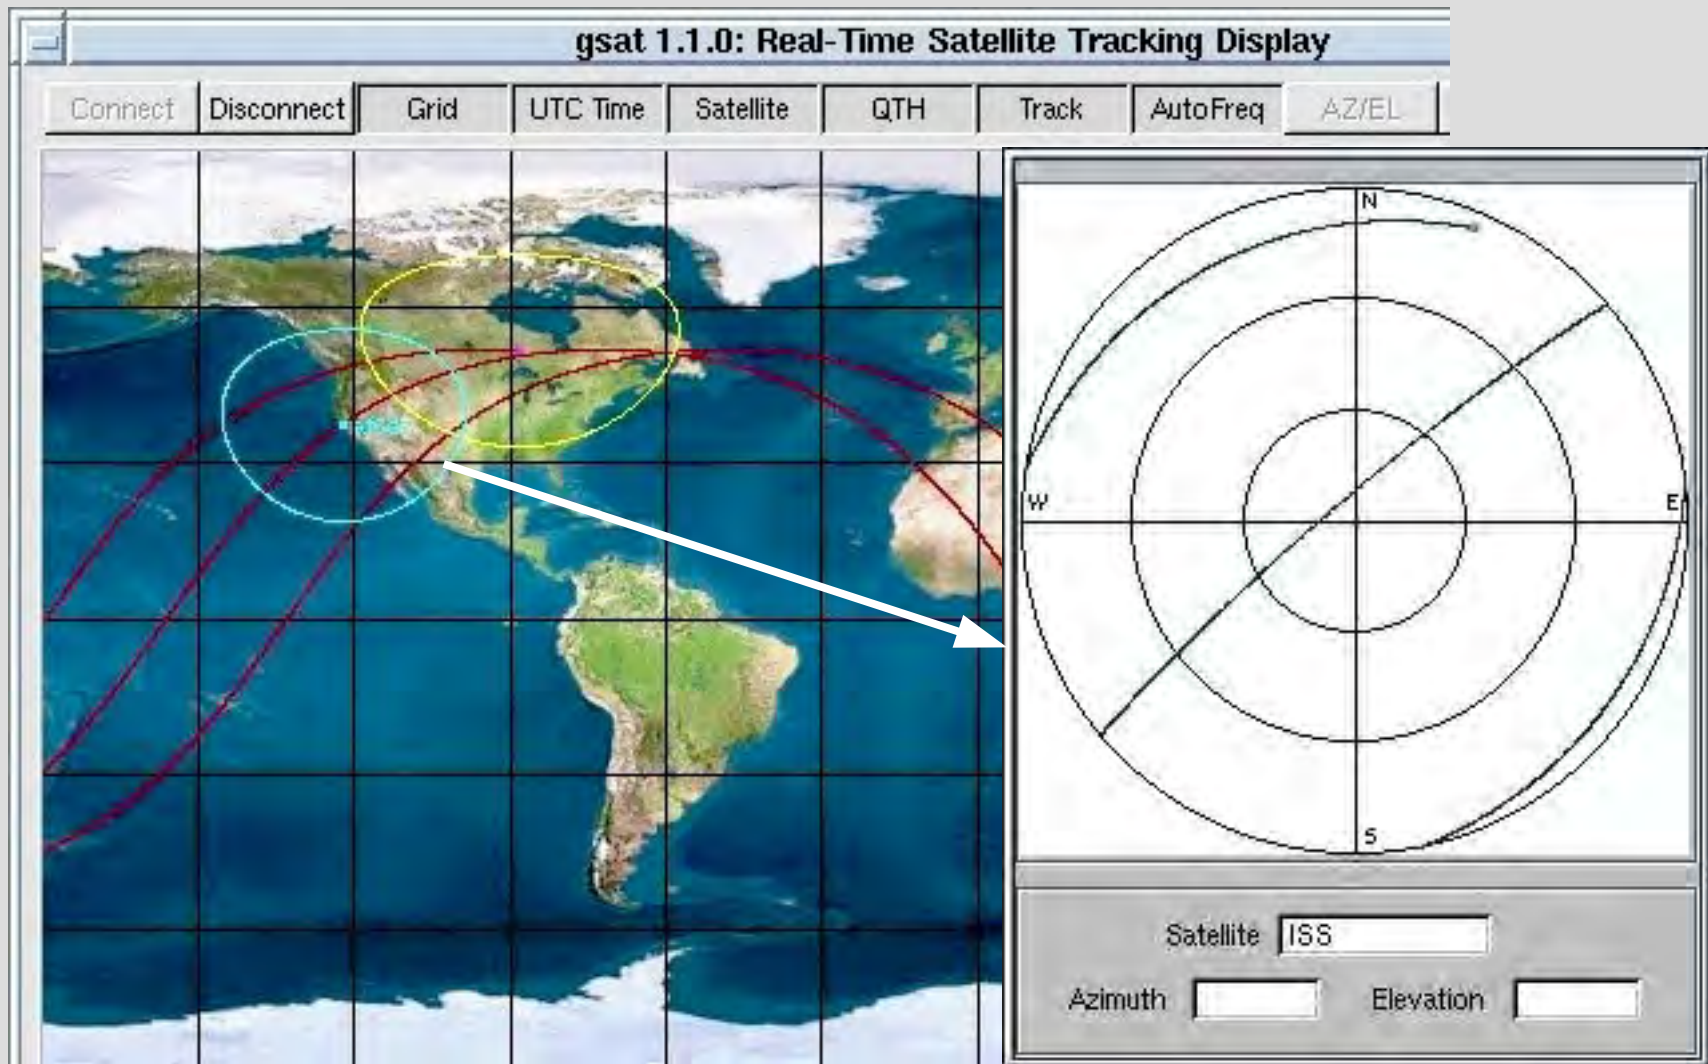 gsat 1.1.0: Real-Time Satellite Tracking Display
Connect Disconnect Grid UTC Time Satellite QTH Track AutoFreq AZ/EL
N
W E
S
Satellite ISS
Azimuth Elevation